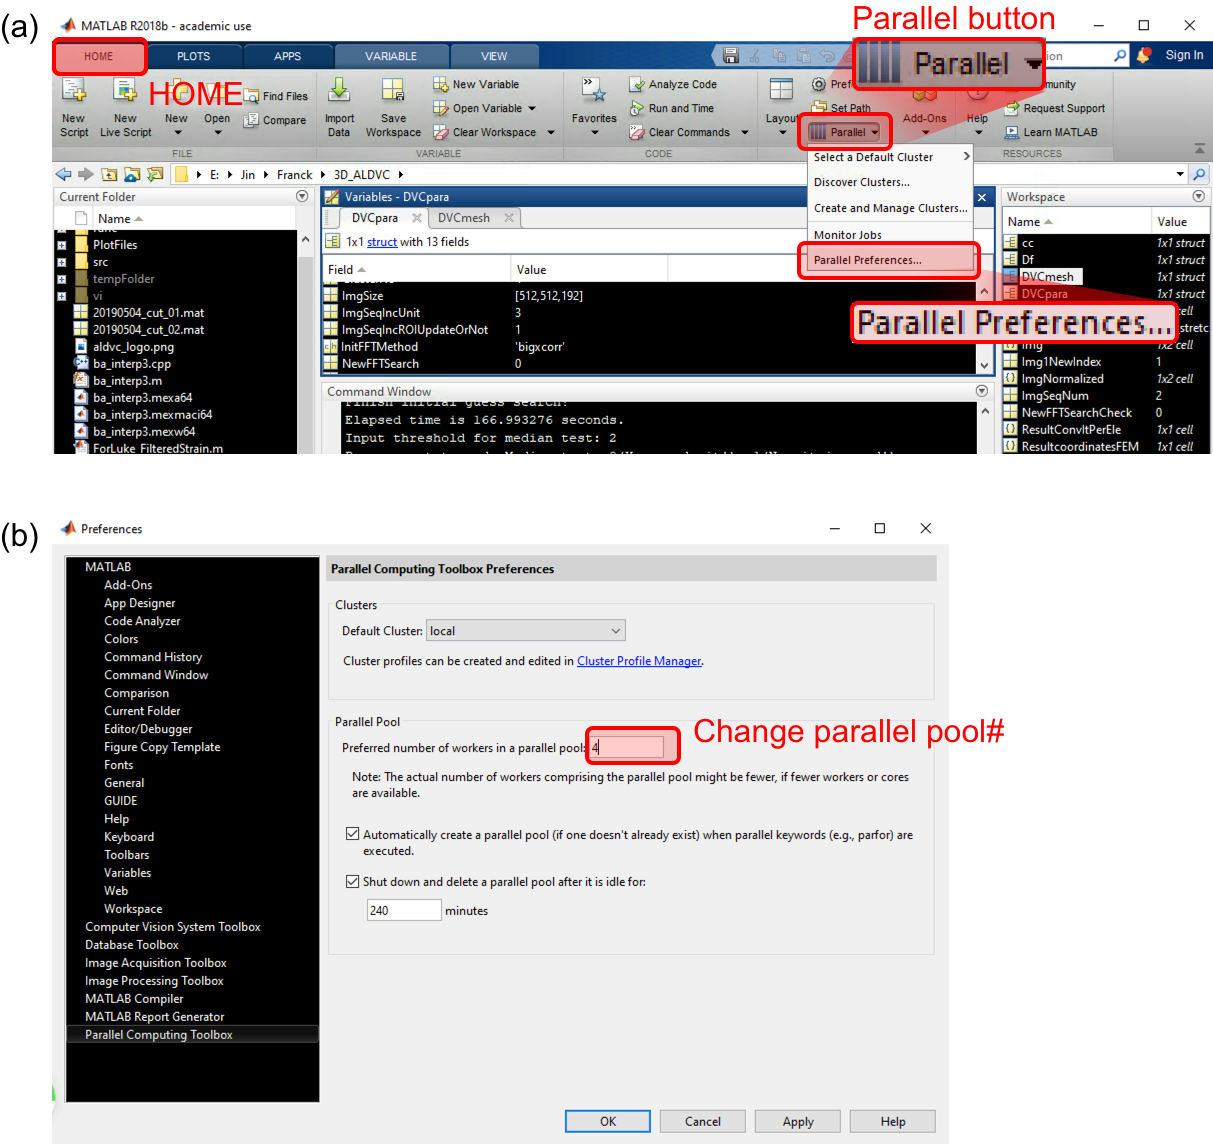 (a)
MATLAB R2018b - academic use
Parallel button
HOME PLOTS APPS VARIABLE VIEW
Parallel
Sign In
HOME
New Script
New Live Script
New
Open
Find Files
Compare
FILE
Import Data
Save Workspace
New Variable
Open Variable
Clear Workspace
VARIABLE
Favorites
Analyze Code
Run and Time
Clear Commands
CODE
Layout
Set Path
Parallel
Add-Ons
Help
Request Support
Learn MATLAB
RESOURCES
Select a Default Cluster
Discover Clusters...
Create and Manage Clusters...
Monitor Jobs
Parallel Preferences...
Parallel Preferences...
E: Jin Franck 3D_ALDVC
Current Folder
Name
PlotFiles
src
tempFolder
vi
20190504_cut_01.mat
20190504_cut_02.mat
aldvc_logo.png
ba_interp3.cpp
ba_interp3.m
ba_interp3.mexa64
ba_interp3.mexmaci64
ba_interp3.mexw64
ForLuke_FilteredStrain.m
Variables - DVCpara
DVCpara DVCmesh
1x1 struct with 13 fields
Field Value
ImgSize [512,512,192]
ImgSeqIncUnit 3
ImgSeqIncROIUpdateOrNot 1
InitFFTMethod 'bigxcorr'
NewFFTSearch 0
Command Window
Elapsed time is 166.993276 seconds.
Input threshold for median test: 2
Workspace
Name Value
cc 1x1 struct
Df 1x1 struct
DVCmesh 1x1 struct
DVCpara 1x1 struct
Img 1x2 cell
Img1NewIndex 1
ImgNormalized 1x2 cell
ImgSeqNum 2
NewFFTSearchCheck 0
ResultConvItPerEle 1x1 cell
ResultcoordinatesFEM 1x1 cell
(b)
Preferences
MATLAB
Add-Ons
App Designer
Code Analyzer
Colors
Command History
Command Window
Comparison
Current Folder
Editor/Debugger
Figure Copy Template
Fonts
General
GUIDE
Help
Keyboard
Toolbars
Variables
Web
Workspace
Computer Vision System Toolbox
Database Toolbox
Image Acquisition Toolbox
Image Processing Toolbox
MATLAB Compiler
MATLAB Report Generator
Parallel Computing Toolbox
Parallel Computing Toolbox Preferences
Clusters
Default Cluster: local
Cluster profiles can be created and edited in Cluster Profile Manager.
Parallel Pool
Preferred number of workers in a parallel pool: 4
Change parallel pool#
Note: The actual number of workers comprising the parallel pool might be fewer, if fewer workers or cores
are available.
Automatically create a parallel pool (if one doesn't already exist) when parallel keywords (e.g., parfor) are
executed.
Shut down and delete a parallel pool after it is idle for:
240 minutes
OK Cancel Apply Help